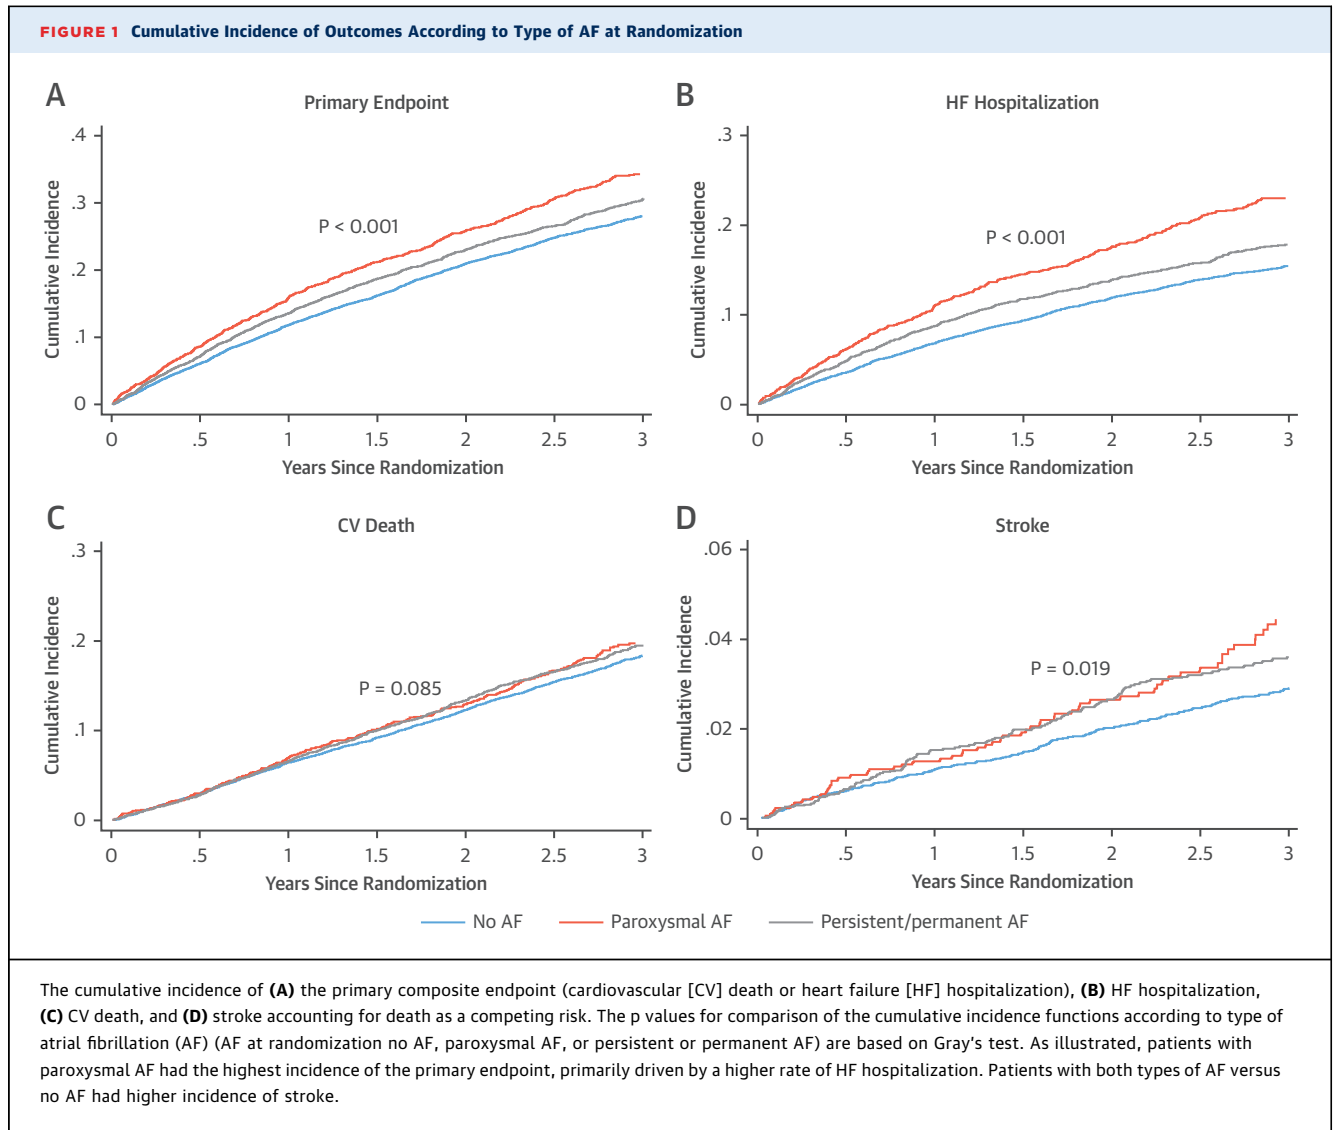 FIGURE 1 Cumulative Incidence of Outcomes According to Type of AF at Randomization
A
Primary Endpoint
.4
.3
.2
.1
0
Cumulative Incidence
P < 0.001
0 .5 1 1.5 2 2.5 3
Years Since Randomization
B
HF Hospitalization
.3
.2
.1
0
Cumulative Incidence
P < 0.001
0 .5 1 1.5 2 2.5 3
Years Since Randomization
C
CV Death
.3
.2
.1
0
Cumulative Incidence
P = 0.085
0 .5 1 1.5 2 2.5 3
Years Since Randomization
D
Stroke
.06
.04
.02
0
Cumulative Incidence
P = 0.019
0 .5 1 1.5 2 2.5 3
Years Since Randomization
No AF Paroxysmal AF Persistent/permanent AF
The cumulative incidence of (A) the primary composite endpoint (cardiovascular [CV] death or heart failure [HF] hospitalization), (B) HF hospitalization,
(C) CV death, and (D) stroke accounting for death as a competing risk. The p values for comparison of the cumulative incidence functions according to type of
atrial fibrillation (AF) (AF at randomization no AF, paroxysmal AF, or persistent or permanent AF) are based on Gray's test. As illustrated, patients with
paroxysmal AF had the highest incidence of the primary endpoint, primarily driven by a higher rate of HF hospitalization. Patients with both types of AF versus
no AF had higher incidence of stroke.